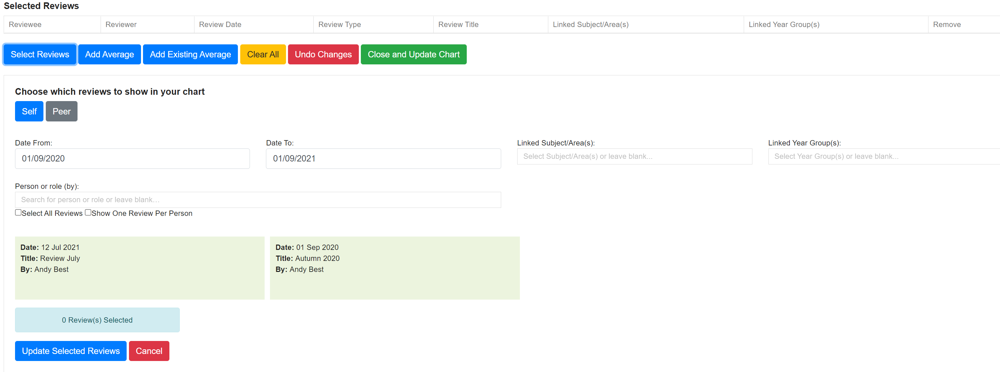 Selected Reviews
Reviewee Reviewer Review Date Review Type Review Title Linked Subject/Area(s) Linked Year Group(s) Remove
Select Reviews Add Average Add Existing Average Clear All Undo Changes Close and Update Chart
Choose which reviews to show in your chart
Self Peer
Date From: Date To: Linked Subject/Area(s): Linked Year Group(s):
01/09/2020 01/09/2021 Select Subject/Area(s) or leave blank... Select Year Group(s) or leave blank...
Person or role (by):
Search for person or role or leave blank…
Select All Reviews Show One Review Per Person
Date: 12 Jul 2021
Title: Review July
By: Andy Best
Date: 01 Sep 2020
Title: Autumn 2020
By: Andy Best
0 Review(s) Selected
Update Selected Reviews Cancel